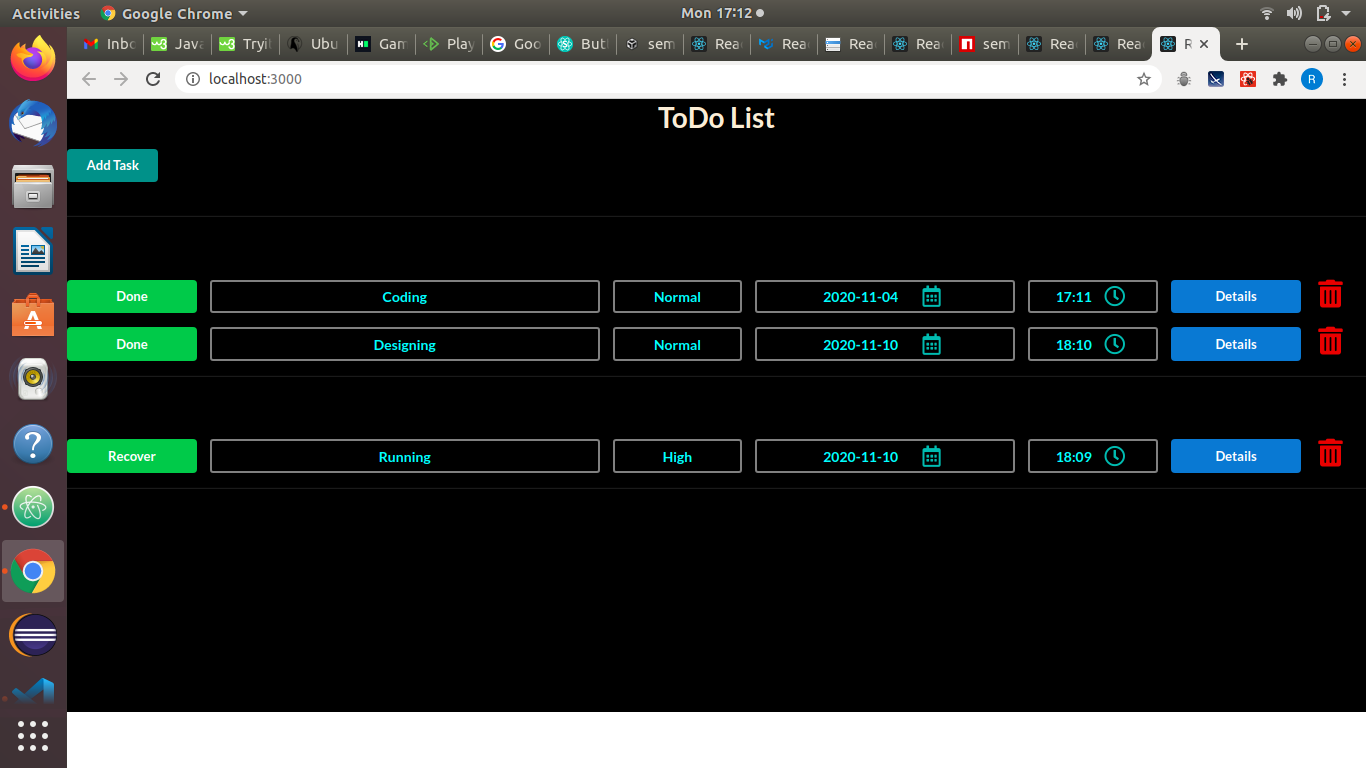 Activities Google Chrome Mon 17:12
Inbo Java Tryi Ubu Gam Play Goo Butt sem Rea Rea Rea Rea sem Rea Rea R
localhost:3000 R
ToDo List
Add Task
Done Coding Normal 2020-11-04 17:11 Details
Done Designing Normal 2020-11-10 18:10 Details
Recover Running High 2020-11-10 18:09 Details